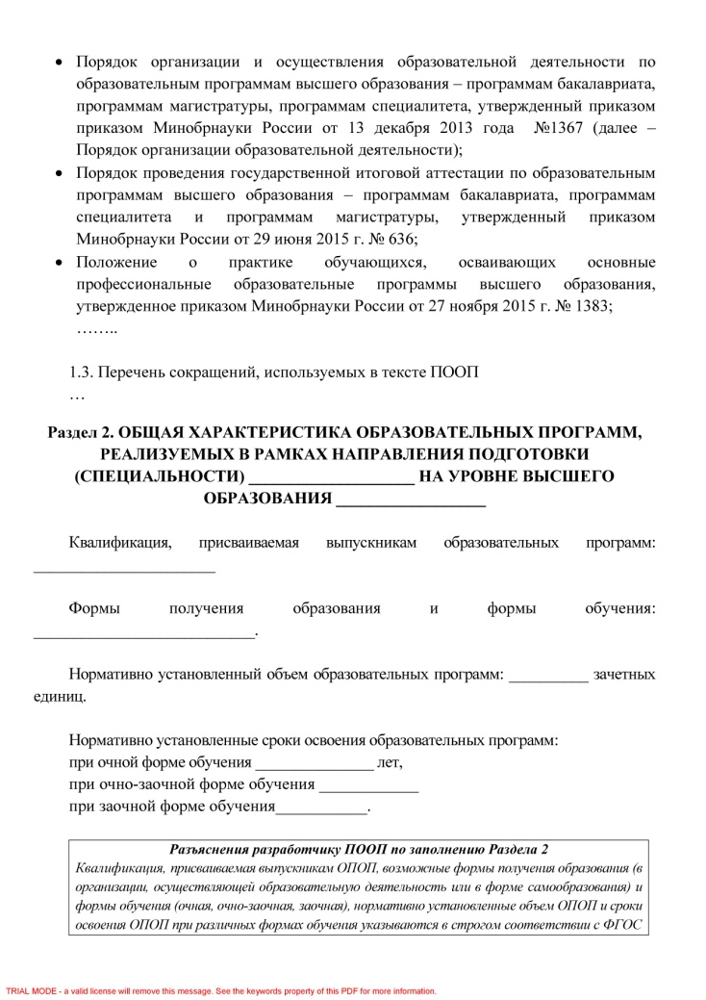 • Порядок организации и осуществления образовательной деятельности по
образовательным программам высшего образования – программам бакалавриата,
программам магистратуры, программам специалитета, утвержденный приказом
приказом Минобрнауки России от 13 декабря 2013 года №1367 (далее –
Порядок организации образовательной деятельности);
• Порядок проведения государственной итоговой аттестации по образовательным
программам высшего образования – программам бакалавриата, программам
специалитета и программам магистратуры, утвержденный приказом
Минобрнауки России от 29 июня 2015 г. № 636;
• Положение о практике обучающихся, осваивающих основные
профессиональные образовательные программы высшего образования,
утвержденное приказом Минобрнауки России от 27 ноября 2015 г. № 1383;
……..
1.3. Перечень сокращений, используемых в тексте ПООП
…
Раздел 2. ОБЩАЯ ХАРАКТЕРИСТИКА ОБРАЗОВАТЕЛЬНЫХ ПРОГРАММ,
РЕАЛИЗУЕМЫХ В РАМКАХ НАПРАВЛЕНИЯ ПОДГОТОВКИ
(СПЕЦИАЛЬНОСТИ) ____________________ НА УРОВНЕ ВЫСШЕГО
ОБРАЗОВАНИЯ __________________
Квалификация, присваиваемая выпускникам образовательных программ:
_______________________
Формы получения образования и формы обучения:
____________________________.
Нормативно установленный объем образовательных программ: __________ зачетных
единиц.
Нормативно установленные сроки освоения образовательных программ:
при очной форме обучения _______________ лет,
при очно-заочной форме обучения ____________
при заочной форме обучения___________.
Разъяснения разработчику ПООП по заполнению Раздела 2
Квалификация, присваиваемая выпускникам ОПОП, возможные формы получения образования (в
организации, осуществляющей образовательную деятельность или в форме самообразования) и
формы обучения (очная, очно-заочная, заочная), нормативно установленные объем ОПОП и сроки
освоения ОПОП при различных формах обучения указываются в строгом соответствии с ФГОС
TRIAL MODE - a valid license will remove this message. See the keywords property of this PDF for more information.